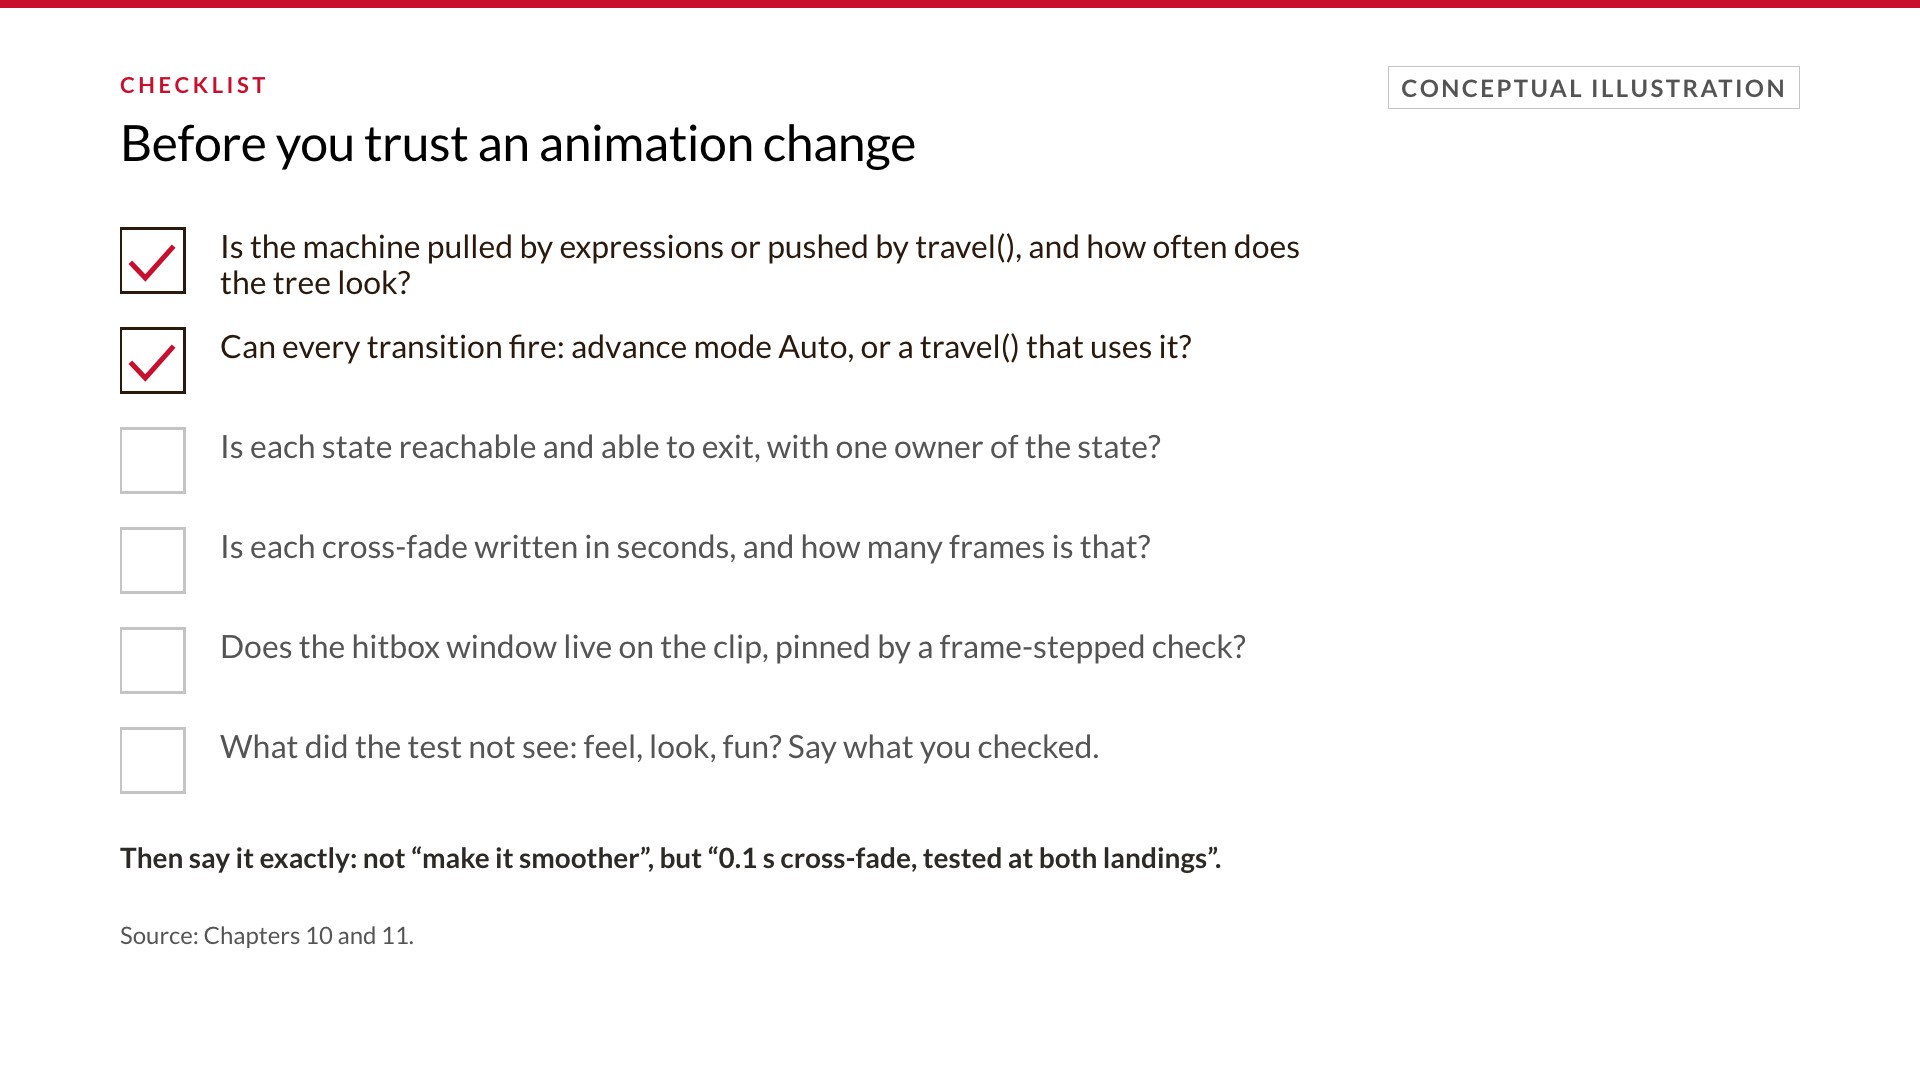 CHECKLIST
CONCEPTUAL ILLUSTRATION
Before you trust an animation change
Is the machine pulled by expressions or pushed by travel(), and how often does
the tree look?
Can every transition fire: advance mode Auto, or a travel() that uses it?
Is each state reachable and able to exit, with one owner of the state?
Is each cross-fade written in seconds, and how many frames is that?
Does the hitbox window live on the clip, pinned by a frame-stepped check?
What did the test not see: feel, look, fun? Say what you checked.
Then say it exactly: not “make it smoother”, but “0.1 s cross-fade, tested at both landings”.
Source: Chapters 10 and 11.